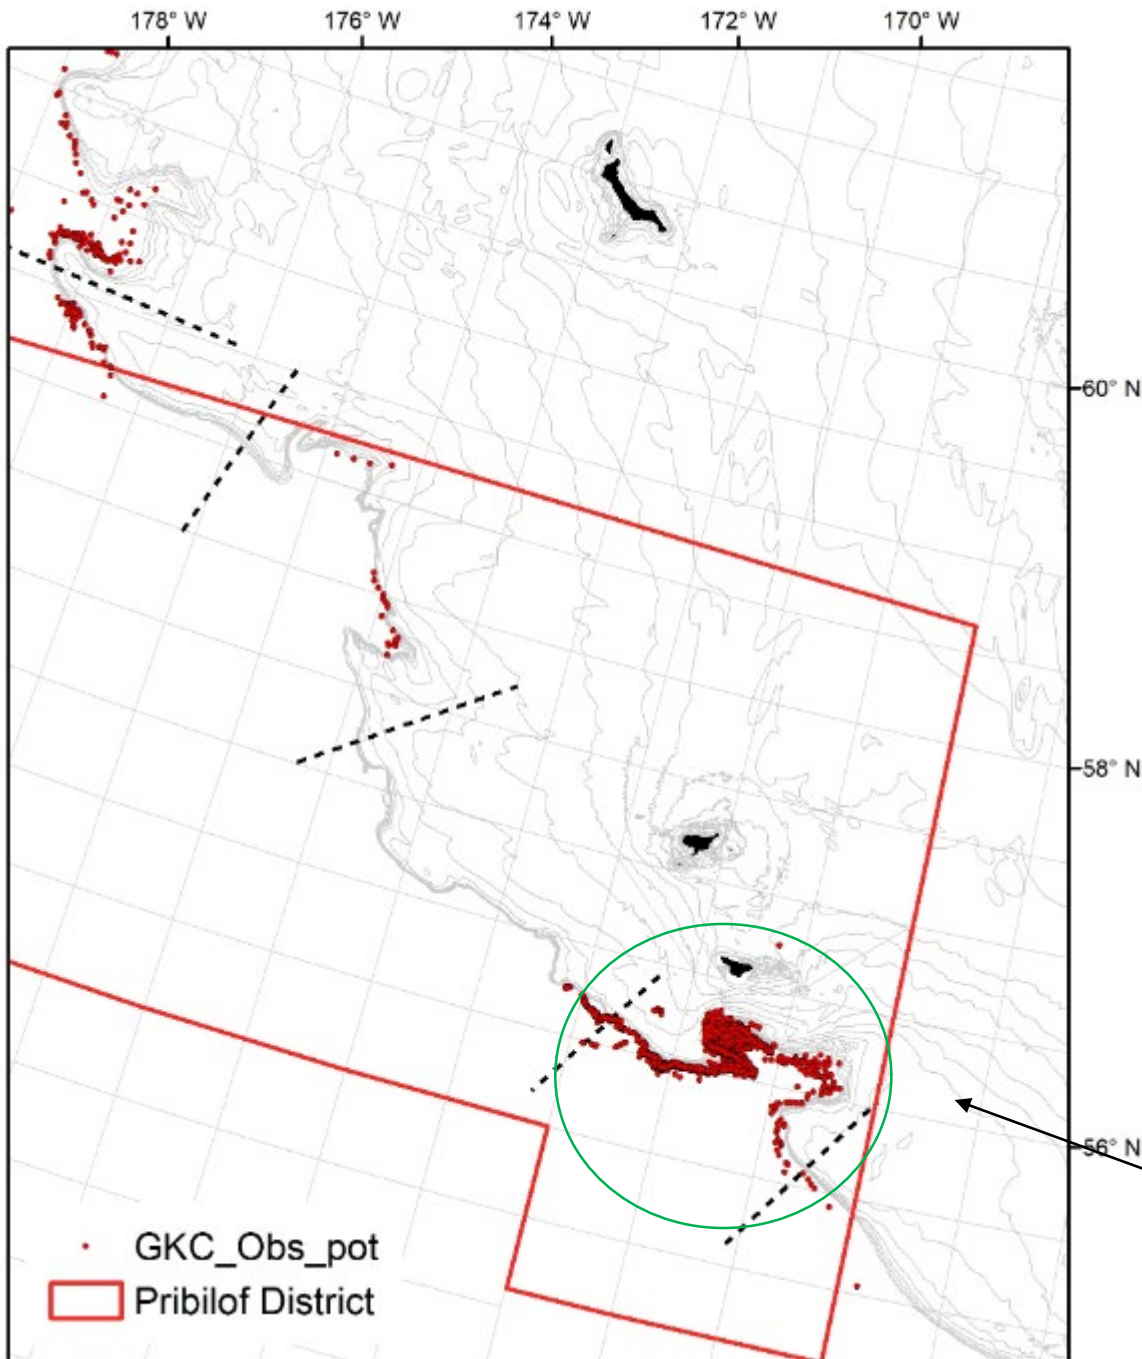 178° W
176° W
174° W
172° W
170° W
60° N
58° N
56° N
GKC_Obs_pot
Pribilof District